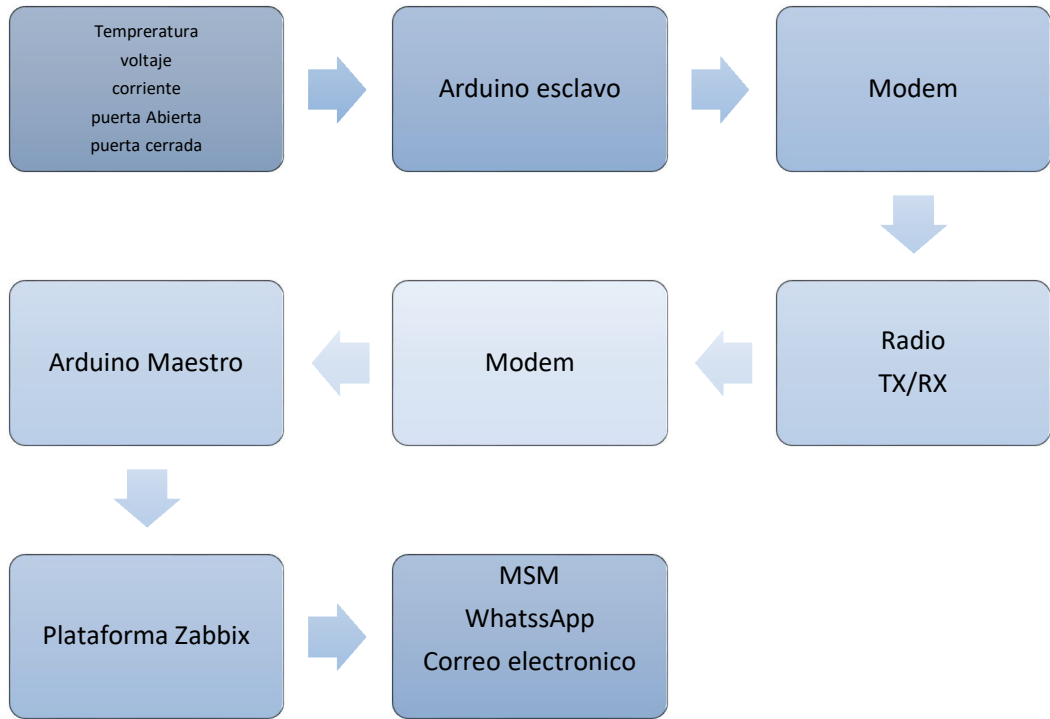 Tempreratura
voltaje
corriente
puerta Abierta
puerta cerrada
Arduino esclavo
Modem
Radio
TX/RX
Modem
Arduino Maestro
Plataforma Zabbix
MSM
WhatssApp
Correo electronico